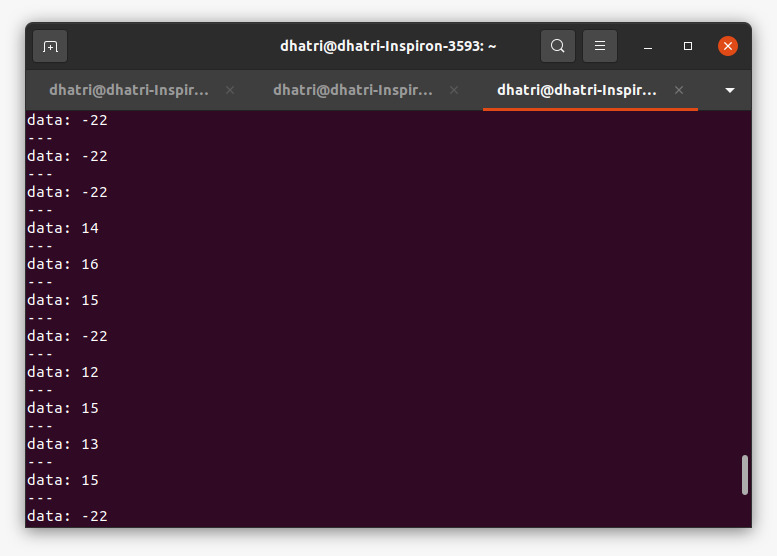 dhatri@dhatri-Inspiron-3593: ~
dhatri@dhatri-Inspir... dhatri@dhatri-Inspir... dhatri@dhatri-Inspir...
data: -22
---
data: -22
---
data: -22
---
data: 14
---
data: 16
---
data: 15
---
data: -22
---
data: 12
---
data: 15
---
data: 13
---
data: 15
---
data: -22